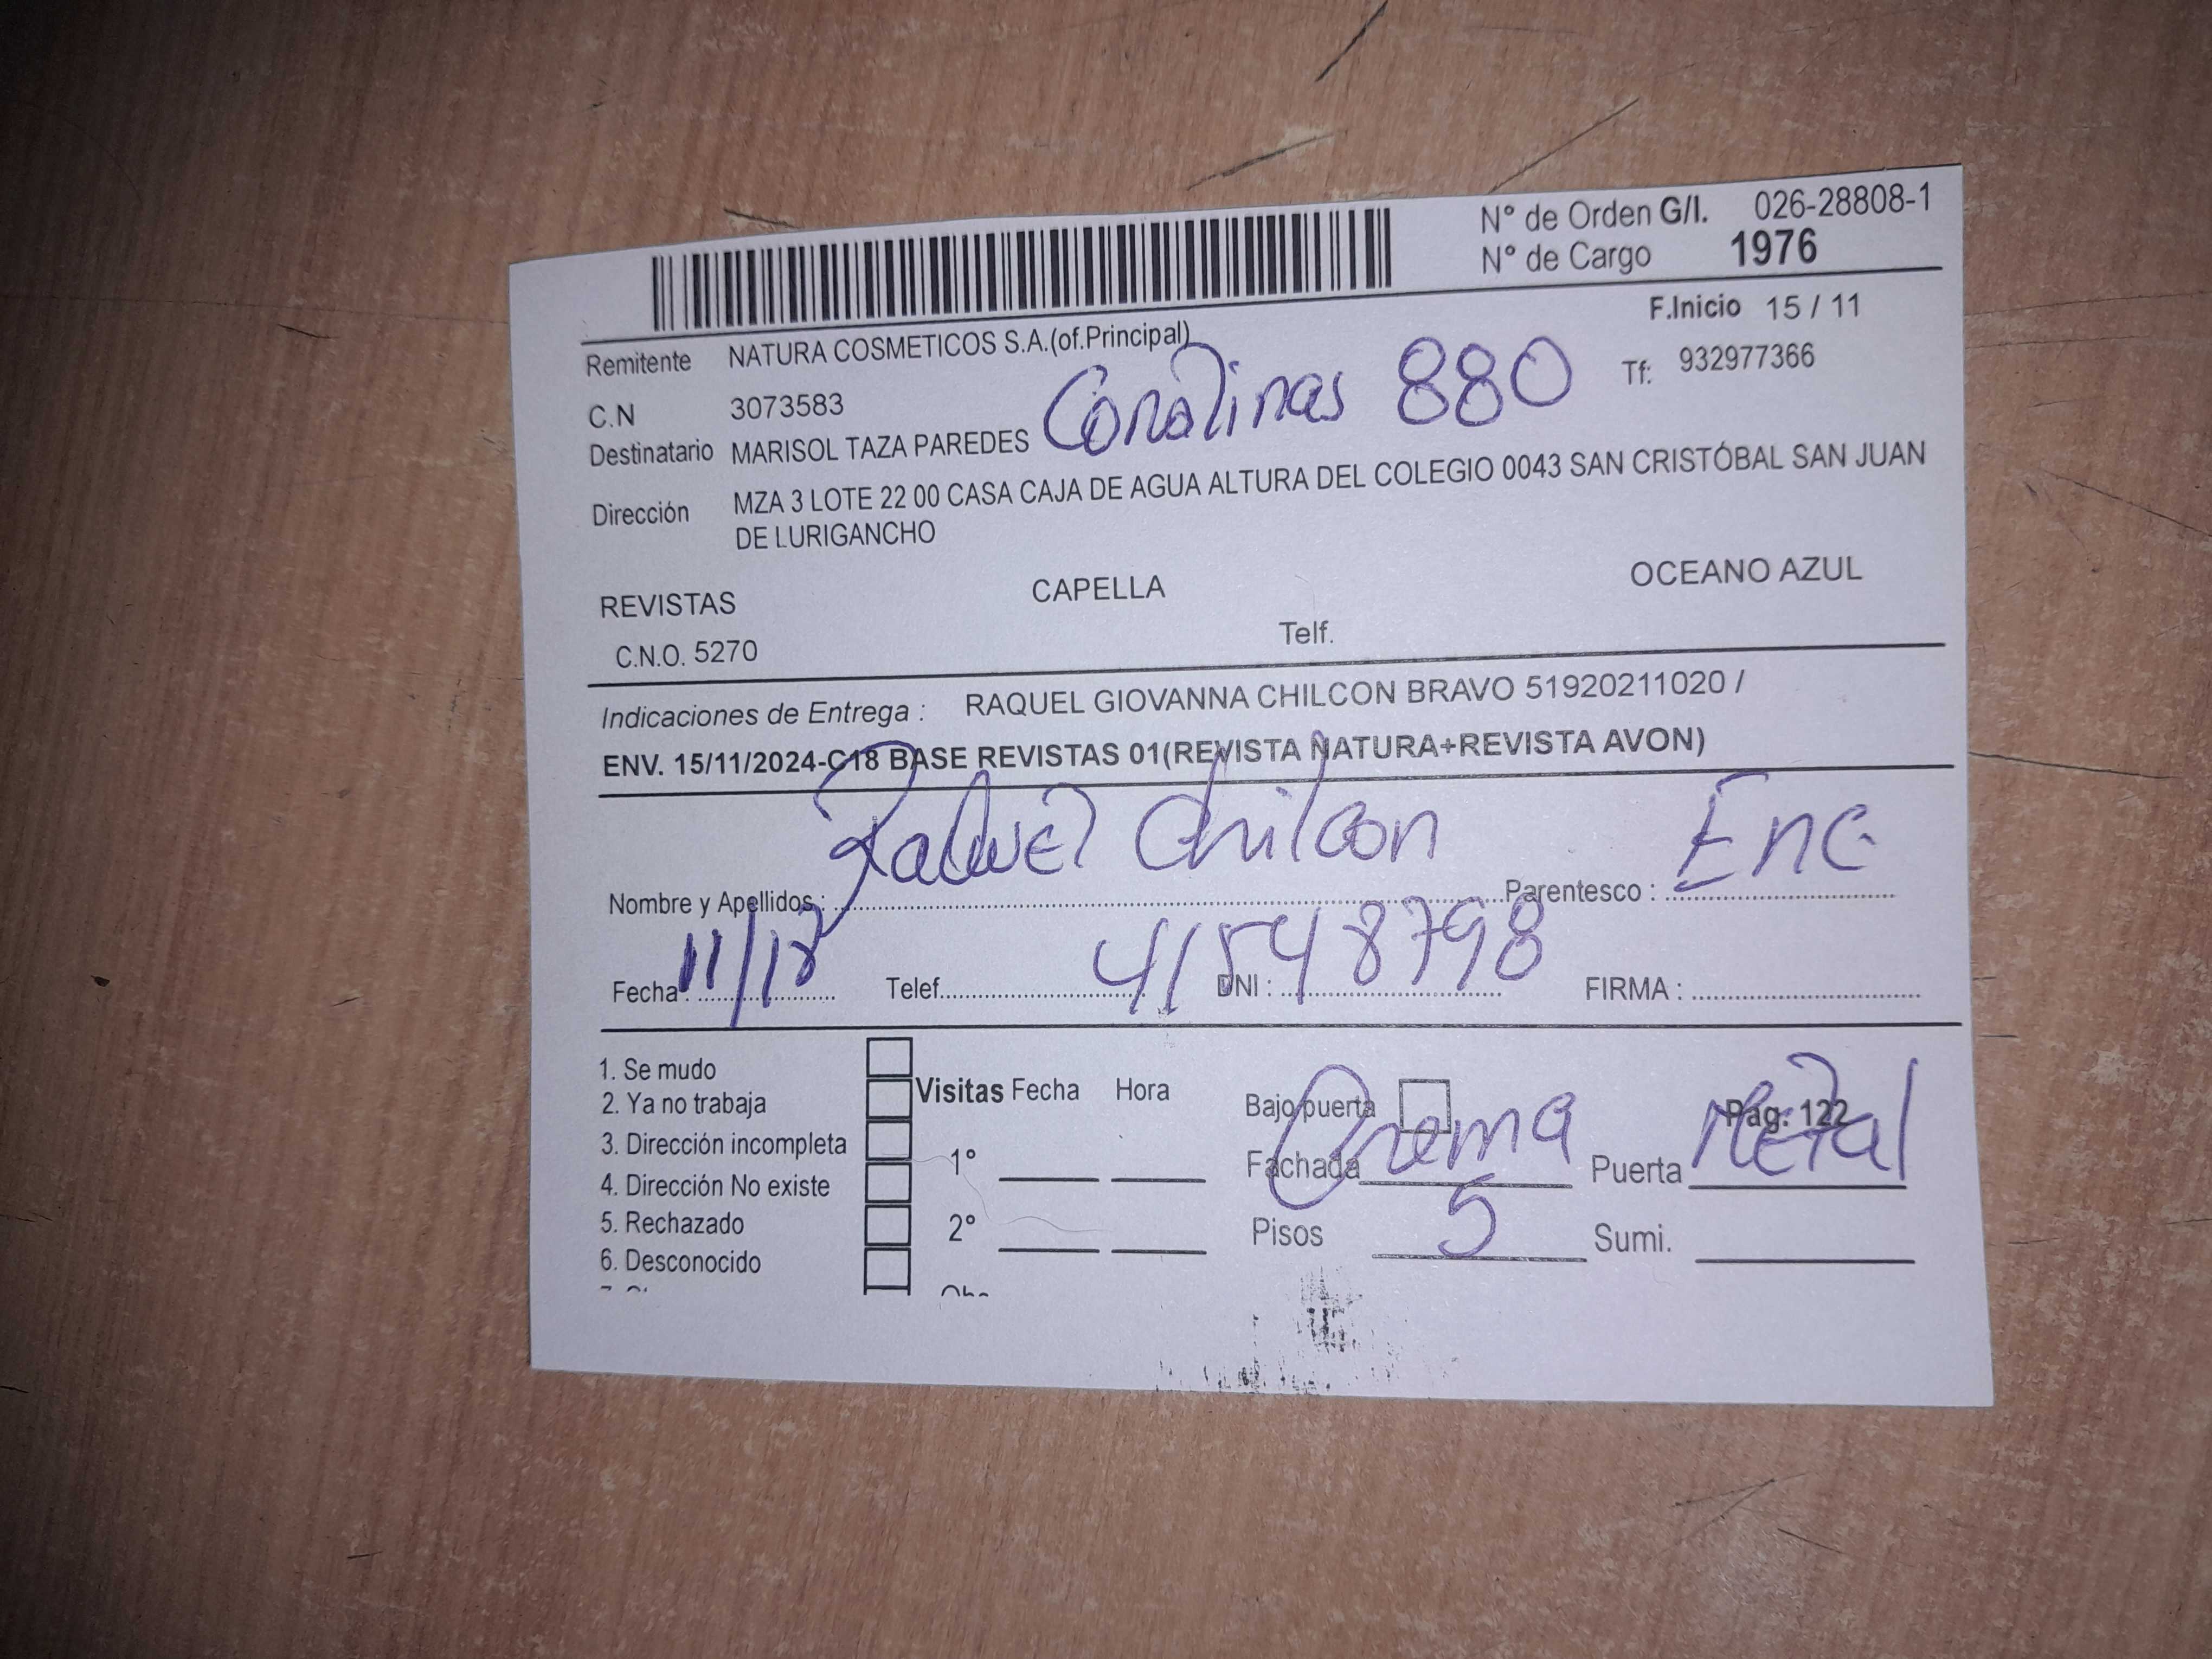 N° de Orden G/I. 026-28808-1
N° de Cargo 1976
F.Inicio 15 / 11
Remitente NATURA COSMETICOS S.A.(of.Principal)
Tf: 932977366
C.N 3073583
Corolinas 880
Destinatario MARISOL TAZA PAREDES
Dirección MZA 3 LOTE 22 00 CASA CAJA DE AGUA ALTURA DEL COLEGIO 0043 SAN CRISTÓBAL SAN JUAN
DE LURIGANCHO
REVISTAS CAPELLA OCEANO AZUL
C.N.O. 5270 Telf.
Indicaciones de Entrega : RAQUEL GIOVANNA CHILCON BRAVO 51920211020 /
ENV. 15/11/2024-C18 BASE REVISTAS 01(REVISTA NATURA+REVISTA AVON)
Nombre y Apellidos : Raquel Chilcon Parentesco : Enc
Fecha : 11/12 Telef. DNI : 41548798 FIRMA :
1. Se mudo
2. Ya no trabaja
3. Dirección incompleta
4. Dirección No existe
5. Rechazado
6. Desconocido
Visitas Fecha Hora
1°
2°
Bajo puerta Pag. 122
Fachada Crema Puerta Metal
Pisos 5 Sumi.